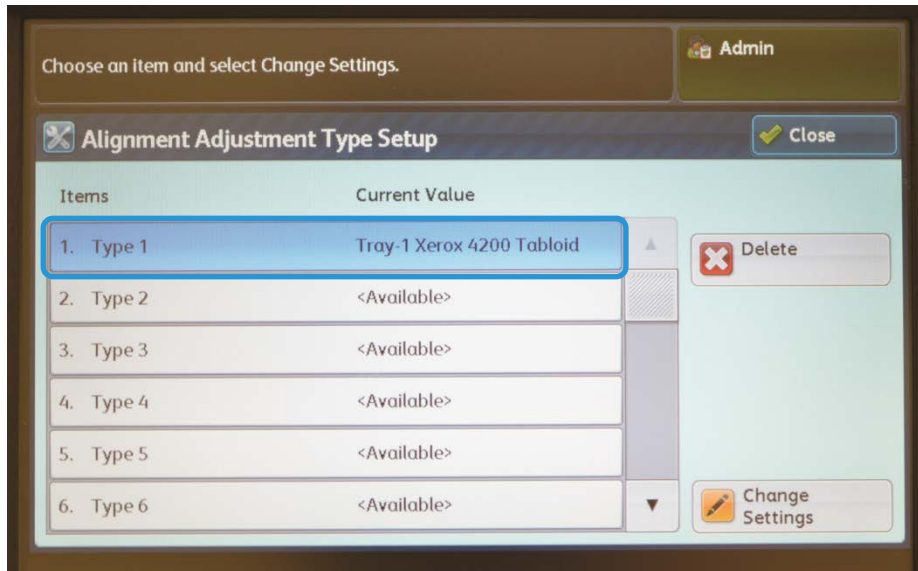 Choose an item and select Change Settings.
Admin
Alignment Adjustment Type Setup
Close
Items Current Value
1. Type 1 Tray-1 Xerox 4200 Tabloid
Delete
2. Type 2 <Available>
3. Type 3 <Available>
4. Type 4 <Available>
5. Type 5 <Available>
6. Type 6 <Available>
Change
Settings